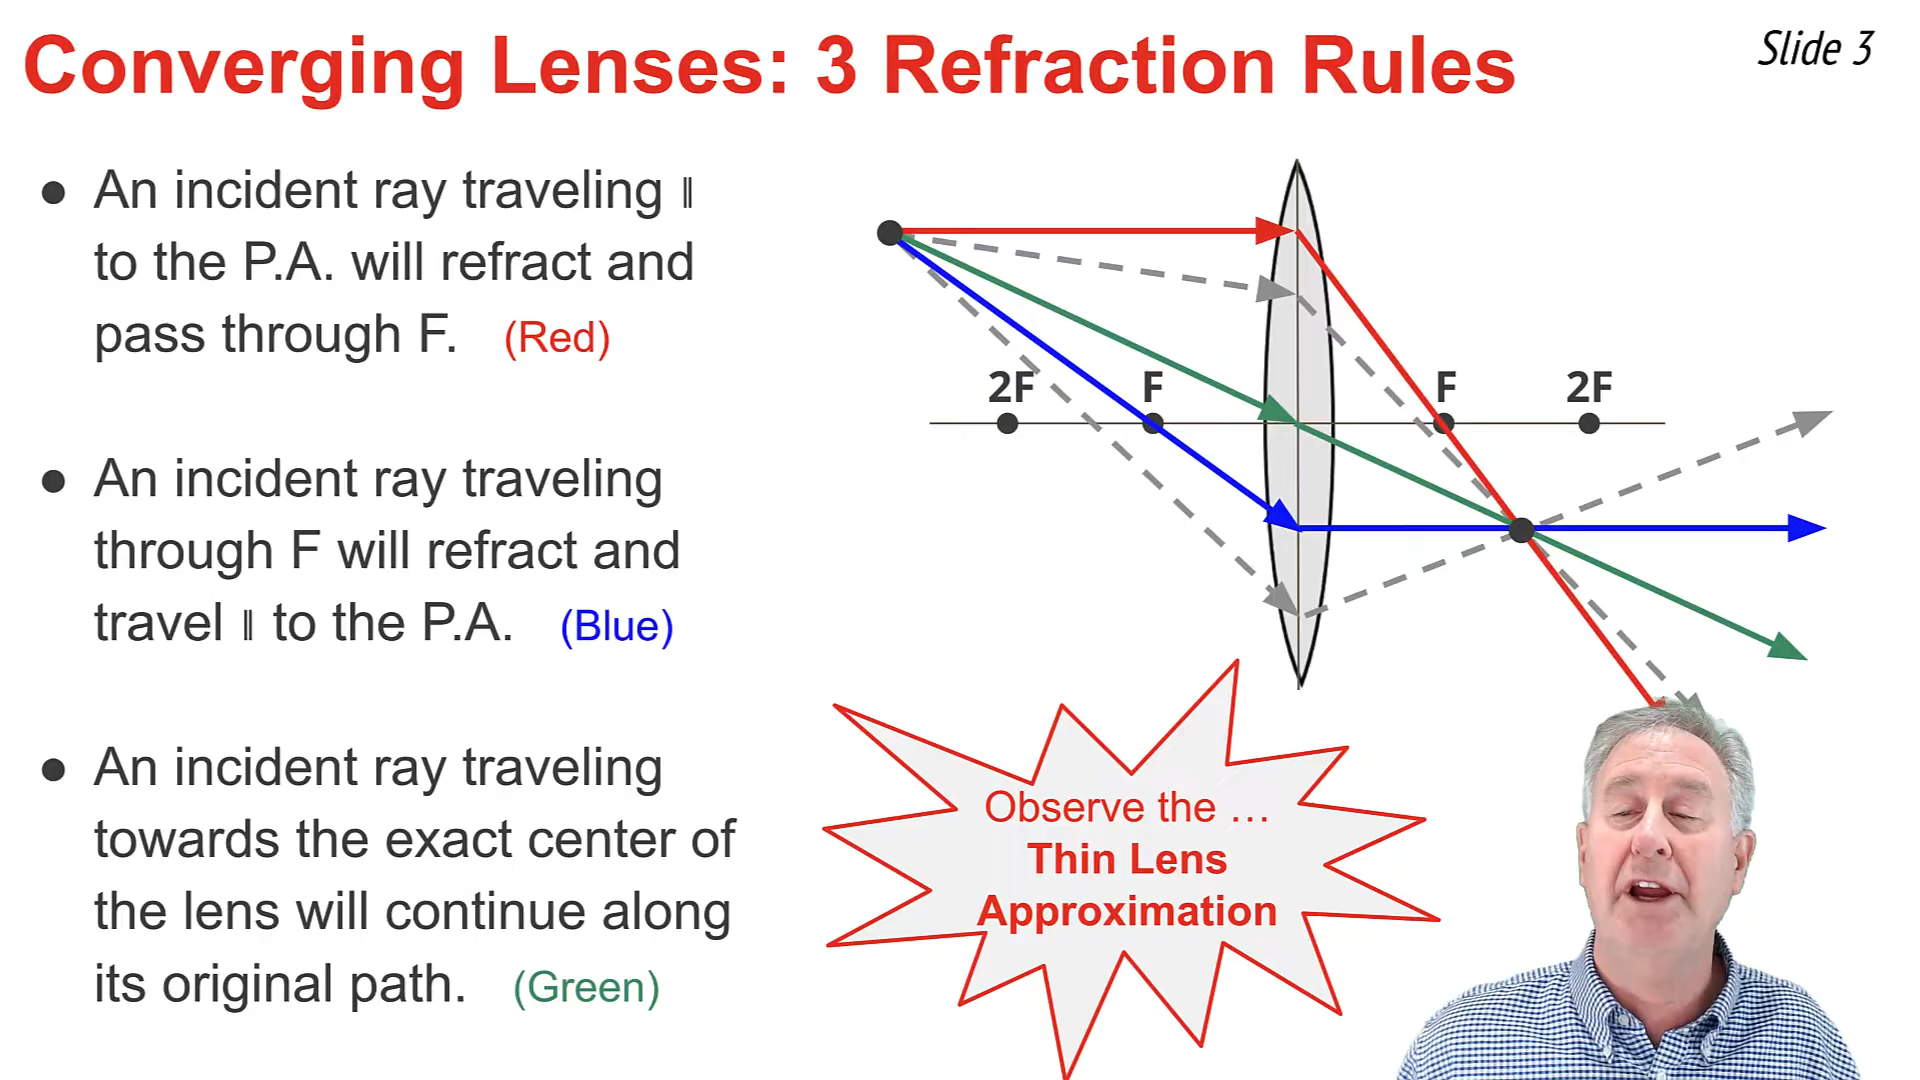 Converging Lenses: 3 Refraction Rules
Slide 3
● An incident ray traveling ∥
to the P.A. will refract and
pass through F. (Red)
● An incident ray traveling
through F will refract and
travel ∥ to the P.A. (Blue)
● An incident ray traveling
towards the exact center of
the lens will continue along
its original path. (Green)
2F F F 2F
Observe the …
Thin Lens
Approximation